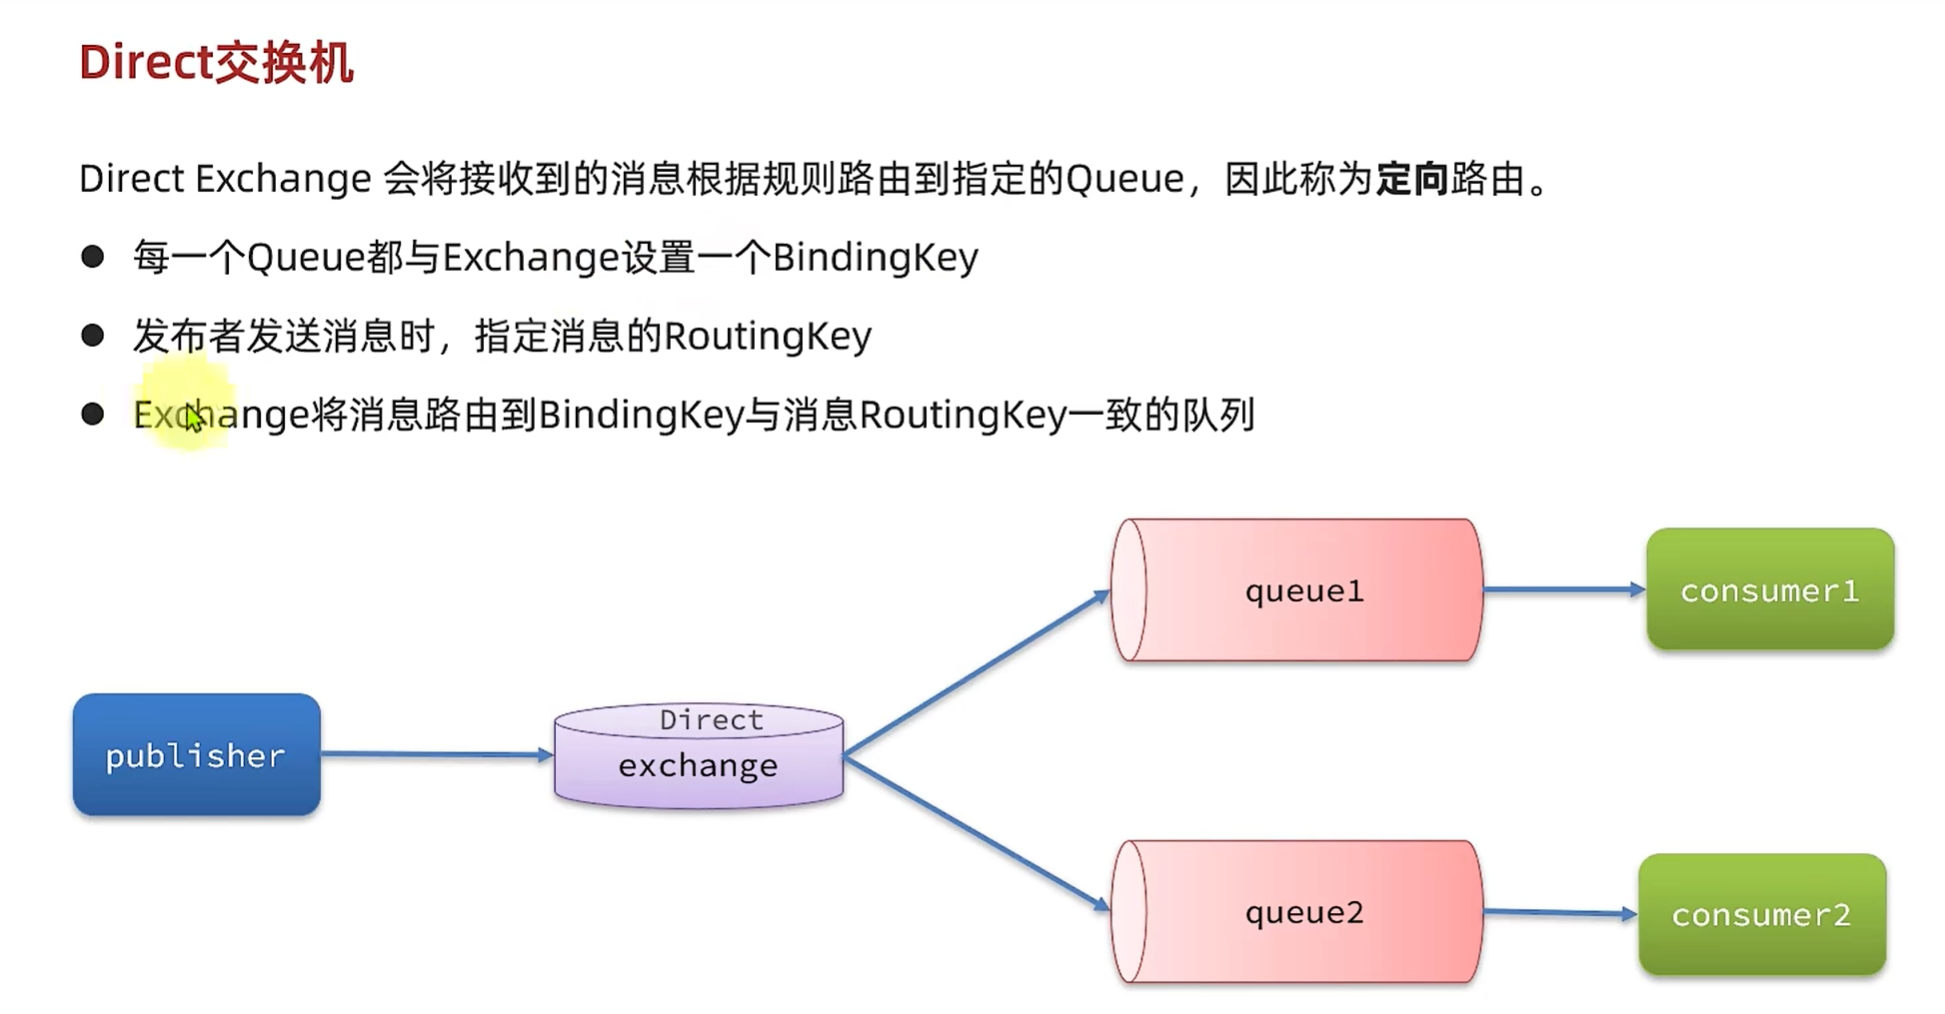 Direct交换机
Direct Exchange 会将接收到的消息根据规则路由到指定的Queue，因此称为定向路由。
每一个Queue都与Exchange设置一个BindingKey
发布者发送消息时，指定消息的RoutingKey
Exchange将消息路由到BindingKey与消息RoutingKey一致的队列
queue1
consumer1
Direct
publisher
exchange
queue2
consumer2